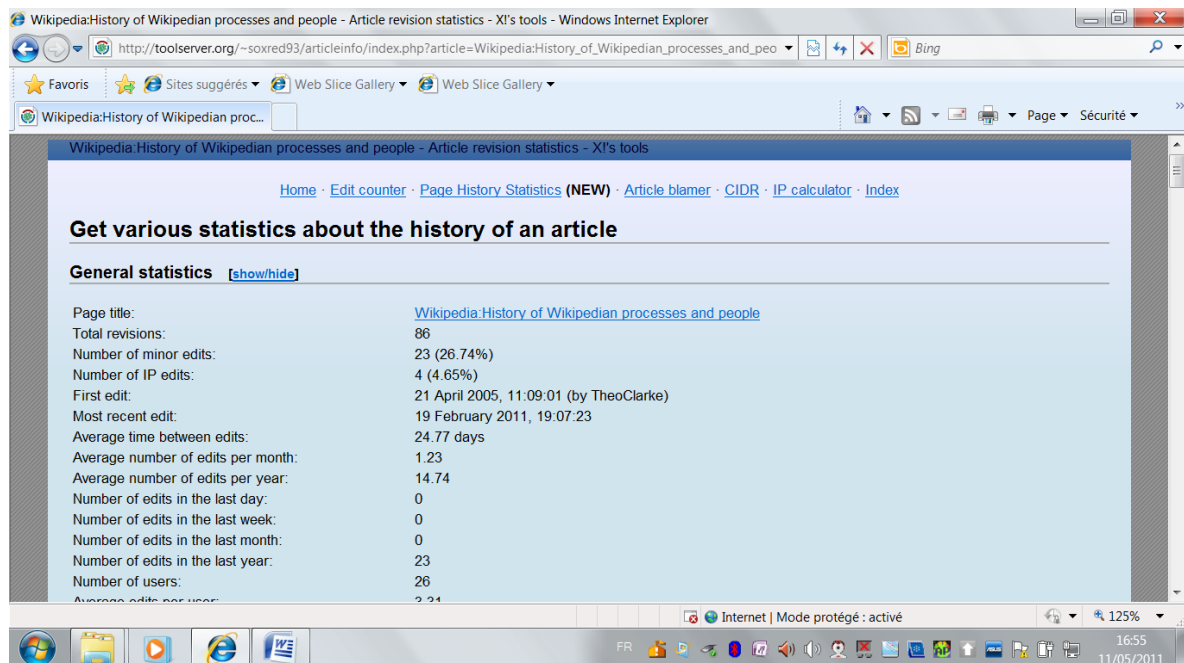 Wikipedia:History of Wikipedian processes and people - Article revision statistics - X!'s tools - Windows Internet Explorer
http://toolserver.org/~soxred93/articleinfo/index.php?article=Wikipedia:History_of_Wikipedian_processes_and_peo
Bing
Favoris Sites suggérés Web Slice Gallery Web Slice Gallery
Wikipedia:History of Wikipedian proc... Page Sécurité »
Wikipedia:History of Wikipedian processes and people - Article revision statistics - X!'s tools
Home · Edit counter · Page History Statistics (NEW) · Article blamer · CIDR · IP calculator · Index
Get various statistics about the history of an article
General statistics [show/hide]
Page title: Wikipedia:History of Wikipedian processes and people
Total revisions: 86
Number of minor edits: 23 (26.74%)
Number of IP edits: 4 (4.65%)
First edit: 21 April 2005, 11:09:01 (by TheoClarke)
Most recent edit: 19 February 2011, 19:07:23
Average time between edits: 24.77 days
Average number of edits per month: 1.23
Average number of edits per year: 14.74
Number of edits in the last day: 0
Number of edits in the last week: 0
Number of edits in the last month: 0
Number of edits in the last year: 23
Number of users: 26
Average edits per user: 3.31
Internet | Mode protégé : activé 125%
FR 16:55
11/05/2011